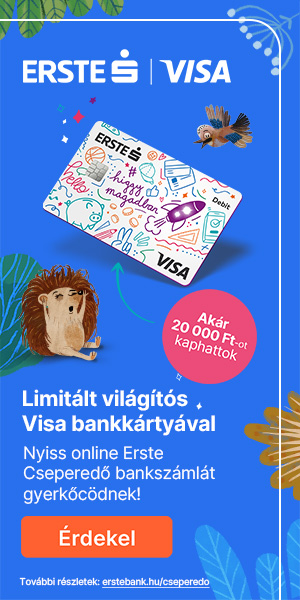 ERSTE | VISA
ERSTE
hello
#
higgy
magadban
Debit
VISA
Akár
20 000 Ft-ot
kaphattok
Limitált világítós
Visa bankkártyával
Nyiss online Erste
Cseperedő bankszámlát
gyerkőcödnek!
Érdekel
További részletek: erstebank.hu/cseperedo